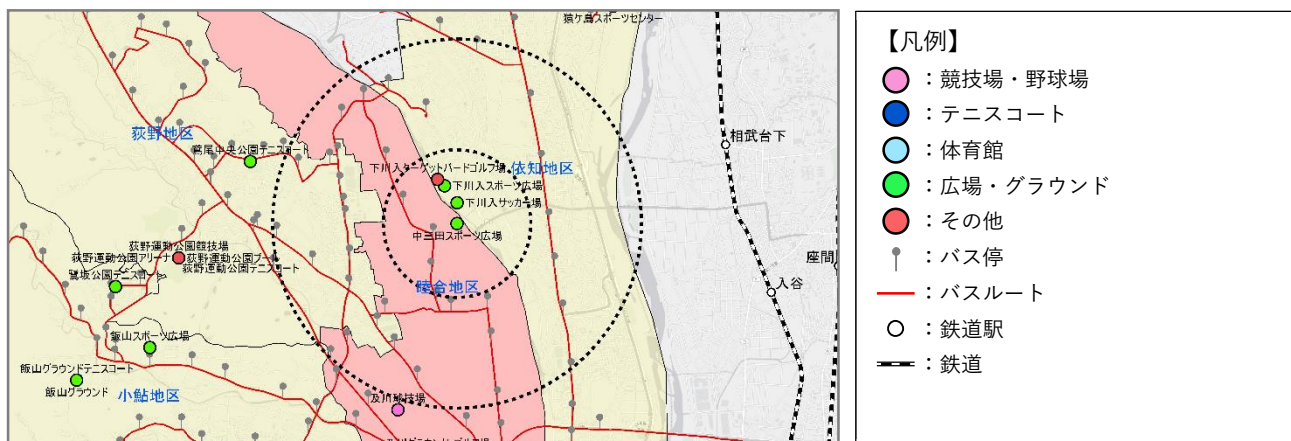 猿ケ島スポーツセンター
荻野地区
鳶尾中央公園テニスコート
相武台下
下川入ターゲットバードゴルフ場
依知地区
下川入スポーツ広場
下川入サッカー場
中三田スポーツ広場
荻野運動公園競技場
荻野運動公園アリーナ
荻野運動公園プール
荻野運動公園テニスコート
鷺坂公園テニスコート
座間
入谷
睦合地区
飯山スポーツ広場
飯山グラウンドテニスコート
飯山グラウンド
小鮎地区
及川球技場
【凡例】
：競技場・野球場
：テニスコート
：体育館
：広場・グラウンド
：その他
：バス停
：バスルート
：鉄道駅
：鉄道